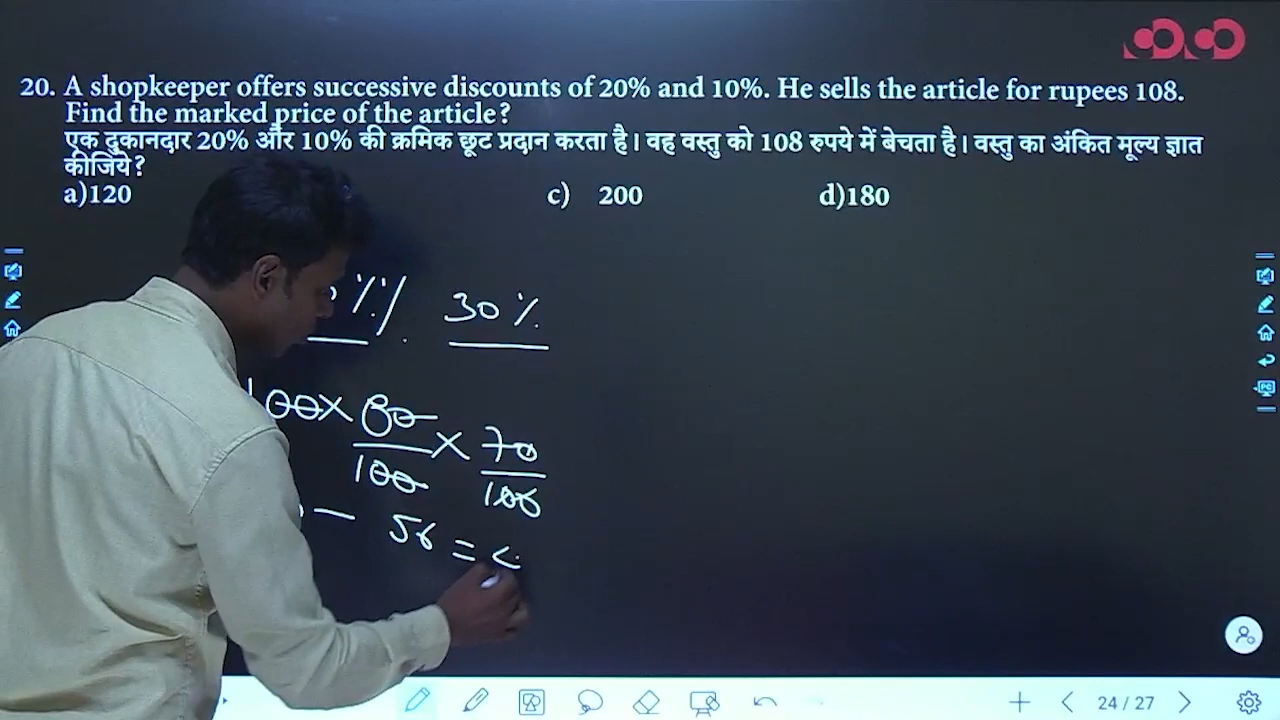 20. A shopkeeper offers successive discounts of 20% and 10%. He sells the article for rupees 108.
Find the marked price of the article?
एक दुकानदार 20% और 10% की क्रमिक छूट प्रदान करता है। वह वस्तु को 108 रुपये में बेचता है। वस्तु का अंकित मूल्य ज्ञात
कीजिये?
a)120 c) 200 d)180
% 30%
100 × 80/100 × 70/100
— 56 =
24 / 27